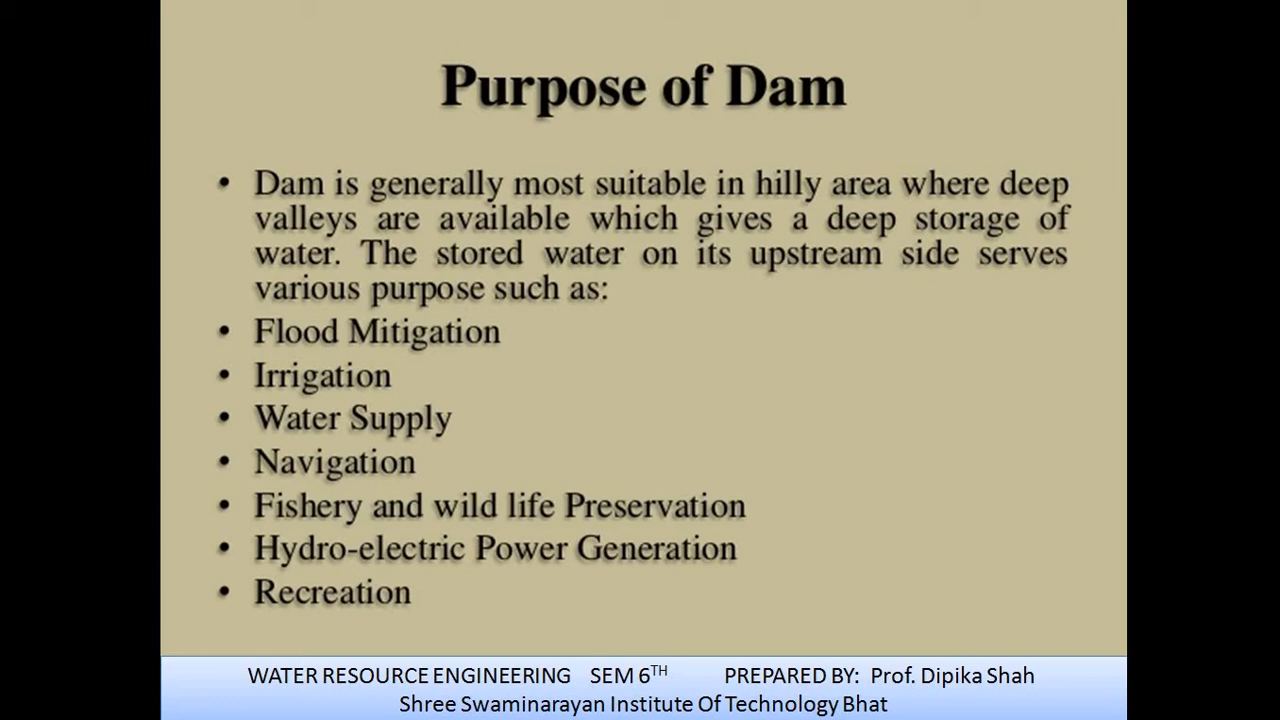 Purpose of Dam
• Dam is generally most suitable in hilly area where deep
valleys are available which gives a deep storage of
water. The stored water on its upstream side serves
various purpose such as:
• Flood Mitigation
• Irrigation
• Water Supply
• Navigation
• Fishery and wild life Preservation
• Hydro-electric Power Generation
• Recreation
WATER RESOURCE ENGINEERING SEM 6TH PREPARED BY: Prof. Dipika Shah
Shree Swaminarayan Institute Of Technology Bhat